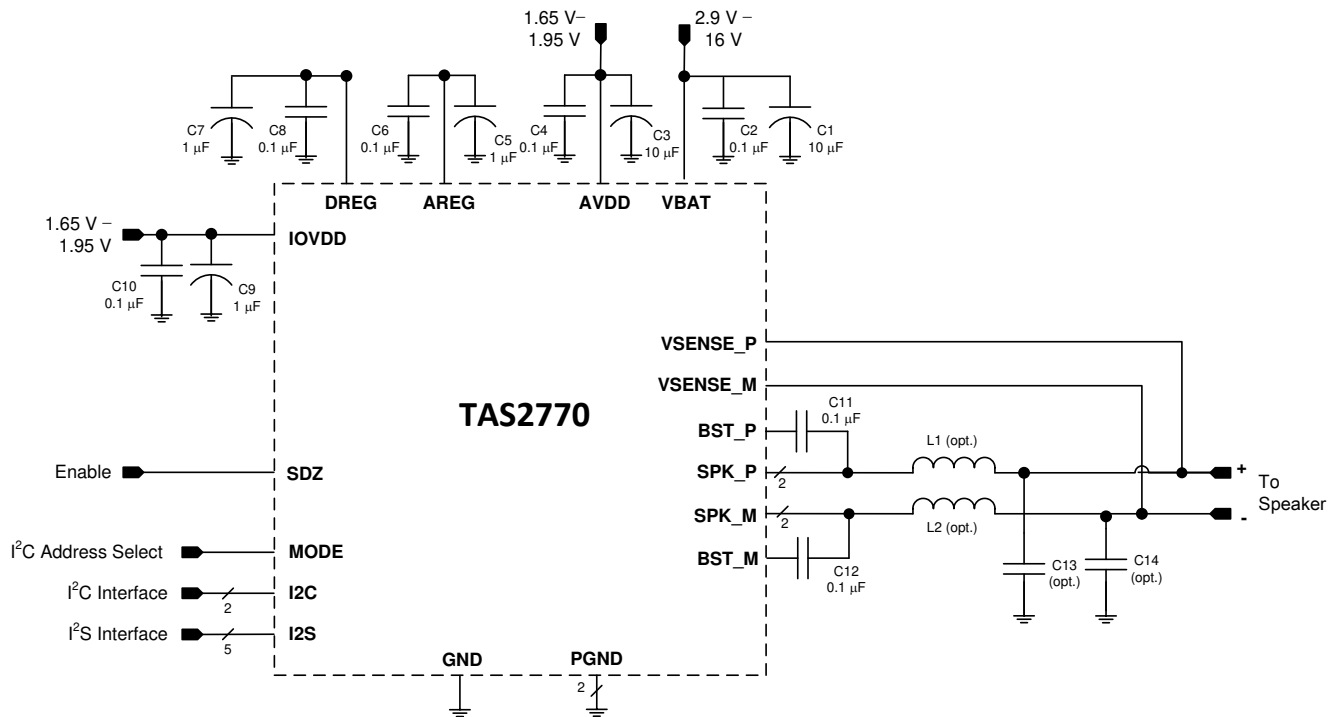 1.65 V–
1.95 V
2.9 V –
16 V
C7
1 μF
C8
0.1 μF
C6
0.1 μF
C5
1 μF
C4
0.1 μF
C3
10 μF
C2
0.1 μF
C1
10 μF
DREG
AREG
AVDD
VBAT
1.65 V –
1.95 V
IOVDD
C10
0.1 μF
C9
1 μF
VSENSE_P
VSENSE_M
TAS2770
C11
0.1 μF
BST_P
L1 (opt.)
Enable
SDZ
SPK_P
2
+
To
Speaker
SPK_M
2
L2 (opt.)
-
I²C Address Select
MODE
BST_M
C12
0.1 μF
C13
(opt.)
C14
(opt.)
I²C Interface
2
I2C
I²S Interface
5
I2S
GND
PGND
2